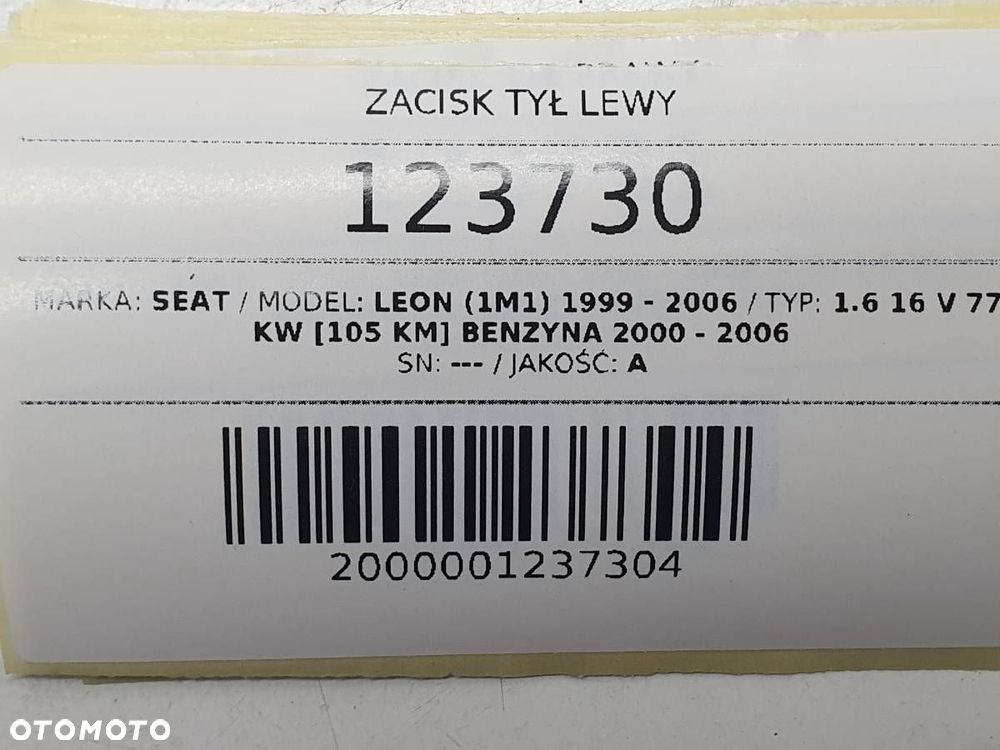 ZACISK TYŁ LEWY
123730
MARKA: SEAT / MODEL: LEON (1M1) 1999 - 2006 / TYP: 1.6 16 V 77
KW [105 KM] BENZYNA 2000 - 2006
SN: --- / JAKOŚĆ: A
2000001237304
OTOMOTO